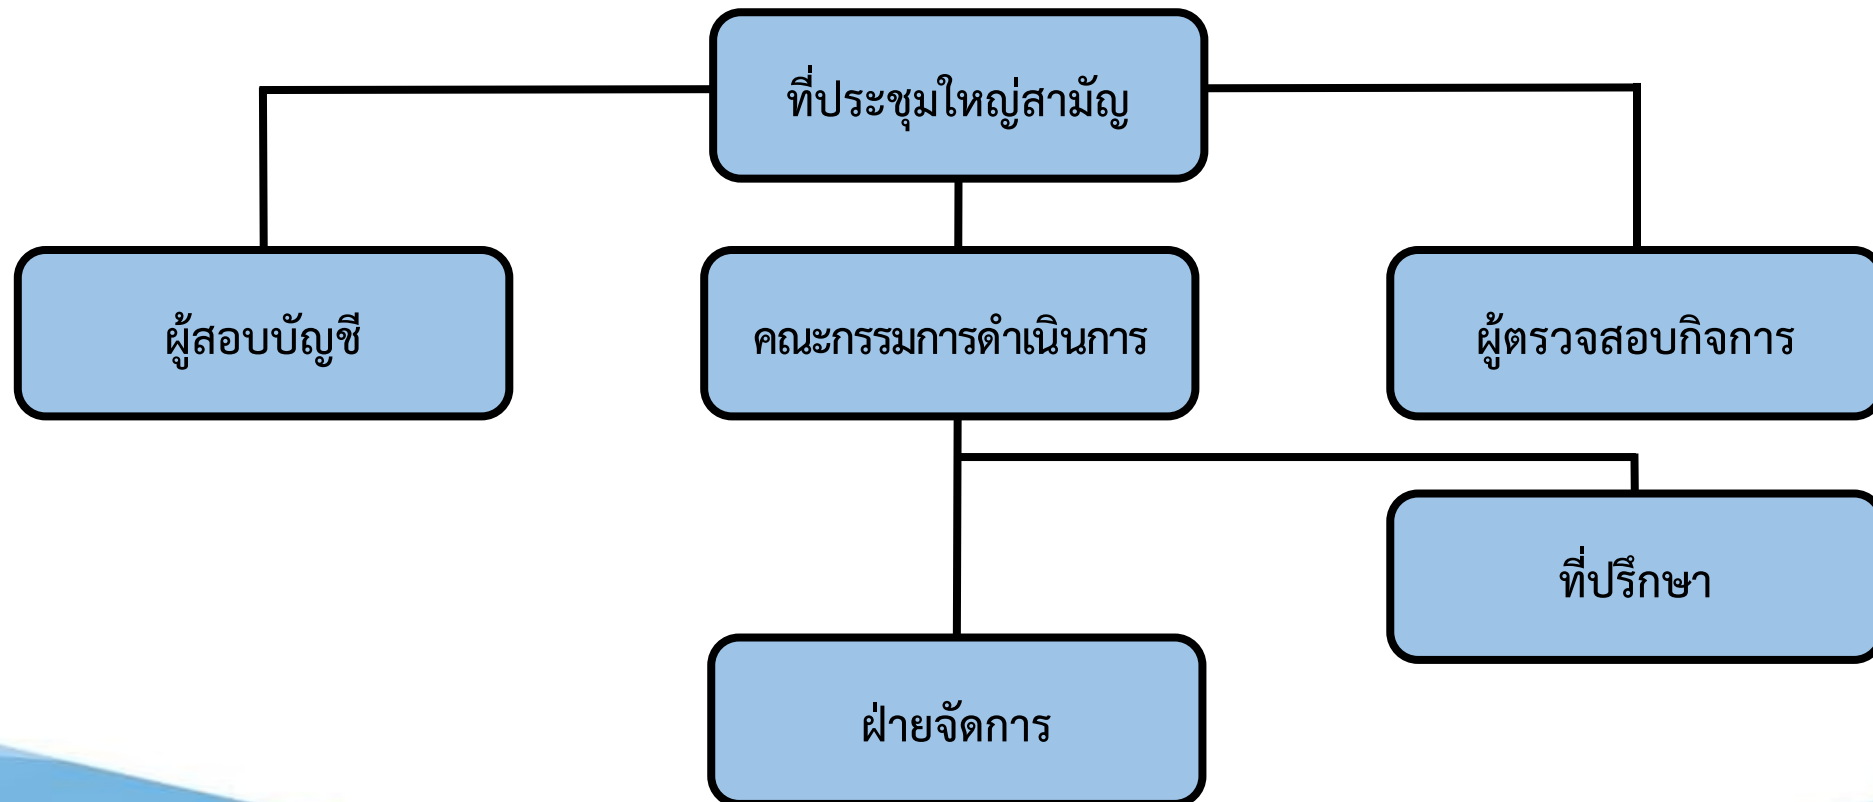 ที่ประชุมใหญ่สามัญ
ผู้สอบบัญชี
คณะกรรมการดำเนินการ
ผู้ตรวจสอบกิจการ
ที่ปรึกษา
ฝ่ายจัดการ